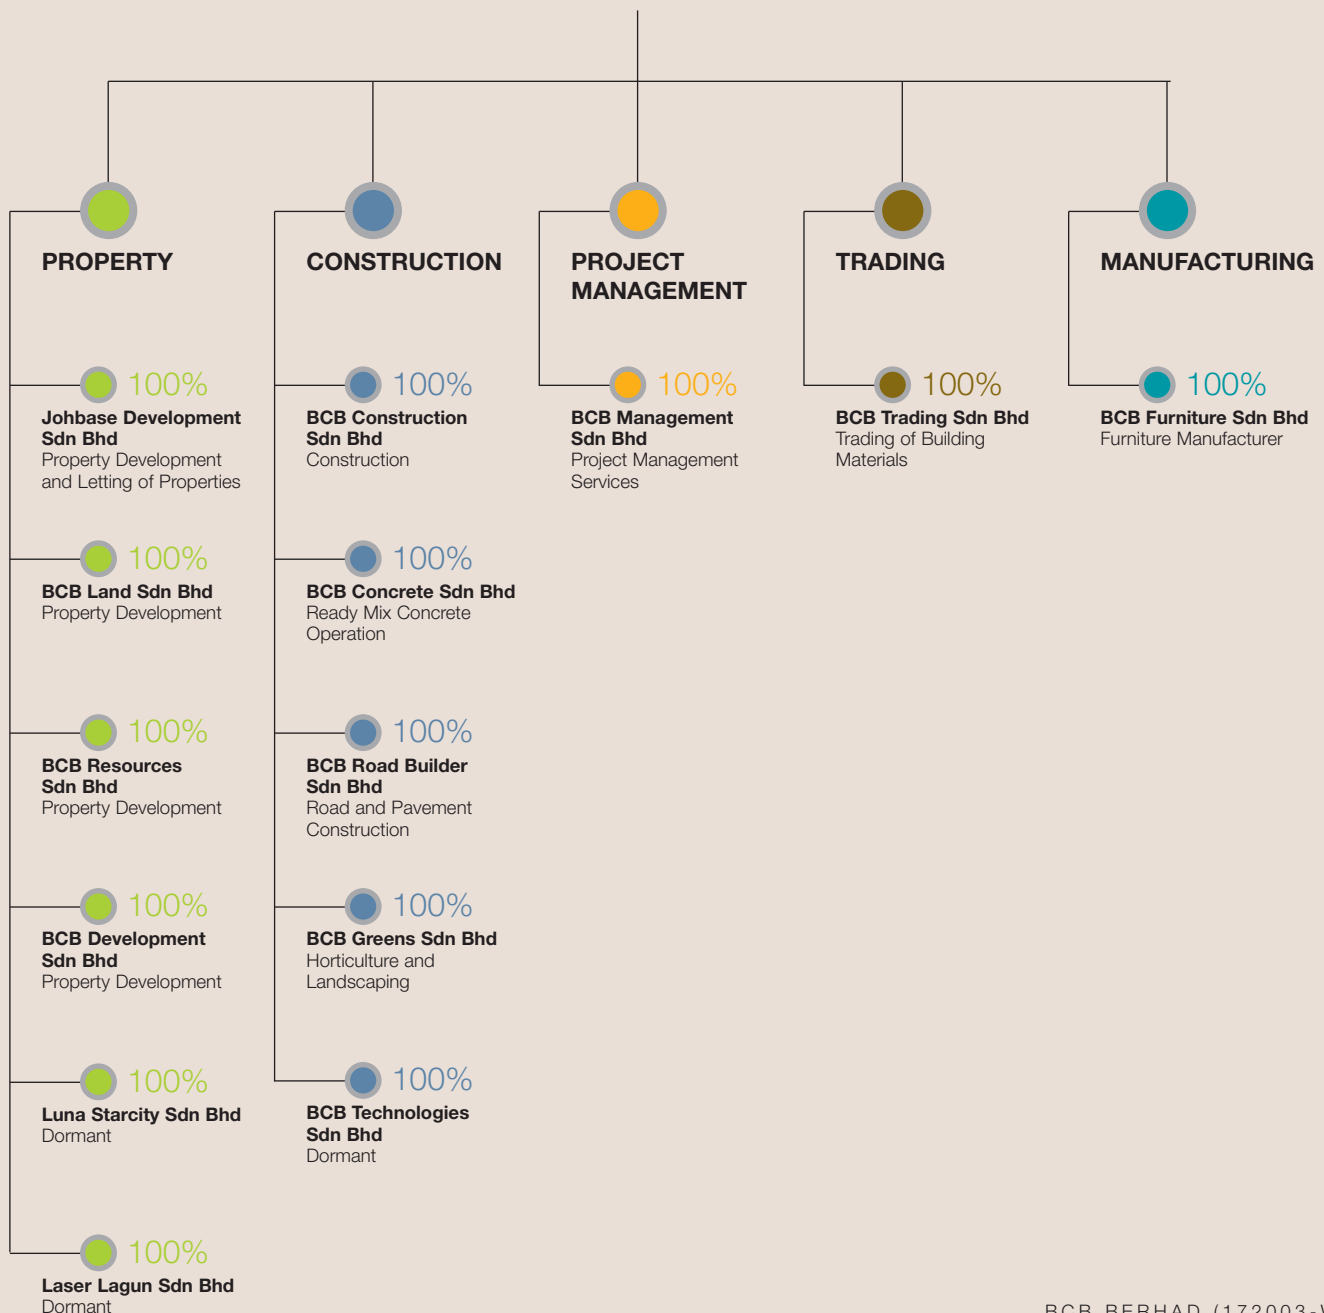 PROPERTY
100%
Johbase Development
Sdn Bhd
Property Development
and Letting of Properties
100%
BCB Land Sdn Bhd
Property Development
100%
BCB Resources
Sdn Bhd
Property Development
100%
BCB Development
Sdn Bhd
Property Development
100%
Luna Starcity Sdn Bhd
Dormant
100%
Laser Lagun Sdn Bhd
Dormant
CONSTRUCTION
100%
BCB Construction
Sdn Bhd
Construction
100%
BCB Concrete Sdn Bhd
Ready Mix Concrete
Operation
100%
BCB Road Builder
Sdn Bhd
Road and Pavement
Construction
100%
BCB Greens Sdn Bhd
Horticulture and
Landscaping
100%
BCB Technologies
Sdn Bhd
Dormant
PROJECT
MANAGEMENT
100%
BCB Management
Sdn Bhd
Project Management
Services
TRADING
100%
BCB Trading Sdn Bhd
Trading of Building
Materials
MANUFACTURING
100%
BCB Furniture Sdn Bhd
Furniture Manufacturer
BCB BERHAD (172003-